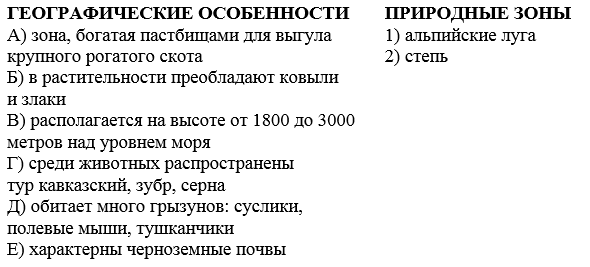 ГЕОГРАФИЧЕСКИЕ ОСОБЕННОСТИ
А) зона, богатая пастбищами для выгула
крупного рогатого скота
Б) в растительности преобладают ковыли
и злаки
В) располагается на высоте от 1800 до 3000
метров над уровнем моря
Г) среди животных распространены
тур кавказский, зубр, серна
Д) обитает много грызунов: суслики,
полевые мыши, тушканчики
Е) характерны черноземные почвы
ПРИРОДНЫЕ ЗОНЫ
1) альпийские луга
2) степь